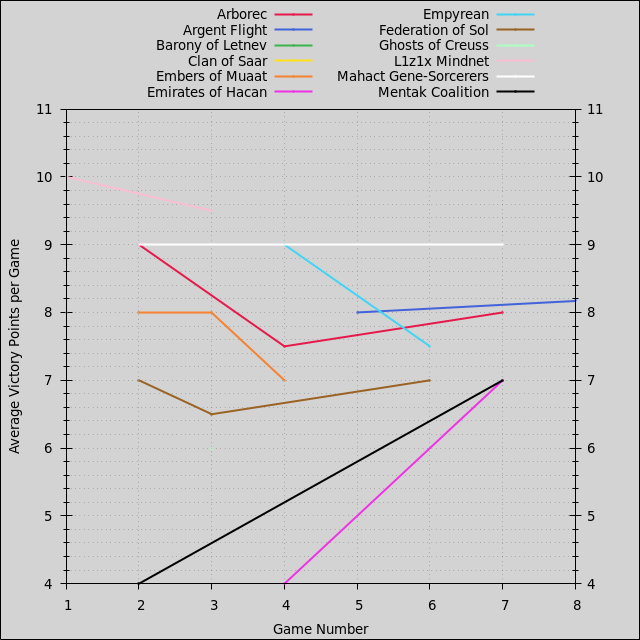 Arborec
Argent Flight
Barony of Letnev
Clan of Saar
Embers of Muaat
Emirates of Hacan
Empyrean
Federation of Sol
Ghosts of Creuss
L1z1x Mindnet
Mahact Gene-Sorcerers
Mentak Coalition
11 11
10 10
9 9
8 8
7 7
6 6
5 5
4 4
1 2 3 4 5 6 7 8
Average Victory Points per Game
Game Number